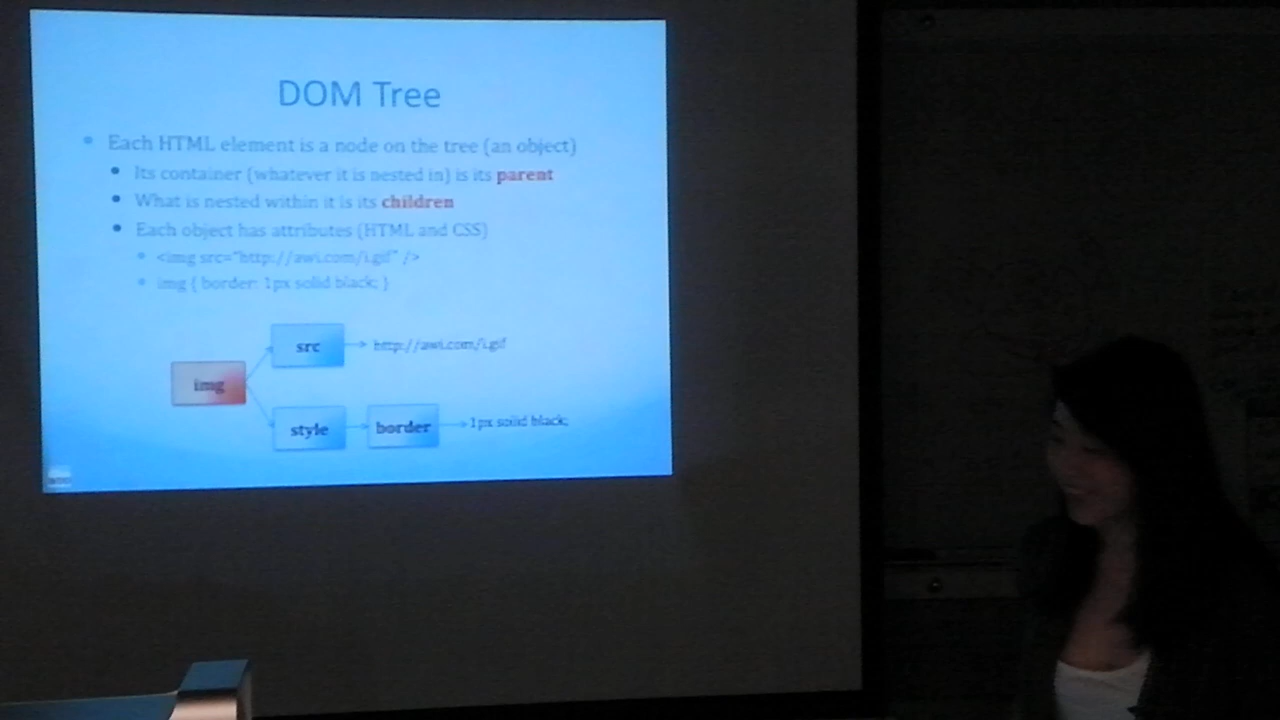 DOM Tree
Each HTML element is a node on the tree (an object)
Its container (whatever it is nested in) is its parent
What is nested within it is its children
Each object has attributes (HTML and CSS)
<img src="http://awi.com/i.gif" />
img { border: 1px solid black; }
src
http://awi.com/i.gif
img
style
border
1px solid black;